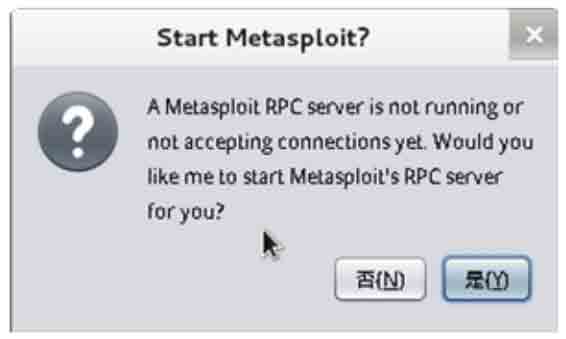 Start Metasploit?
A Metasploit RPC server is not running or
not accepting connections yet. Would you
like me to start Metasploit's RPC server
for you?
否(N) 是(Y)